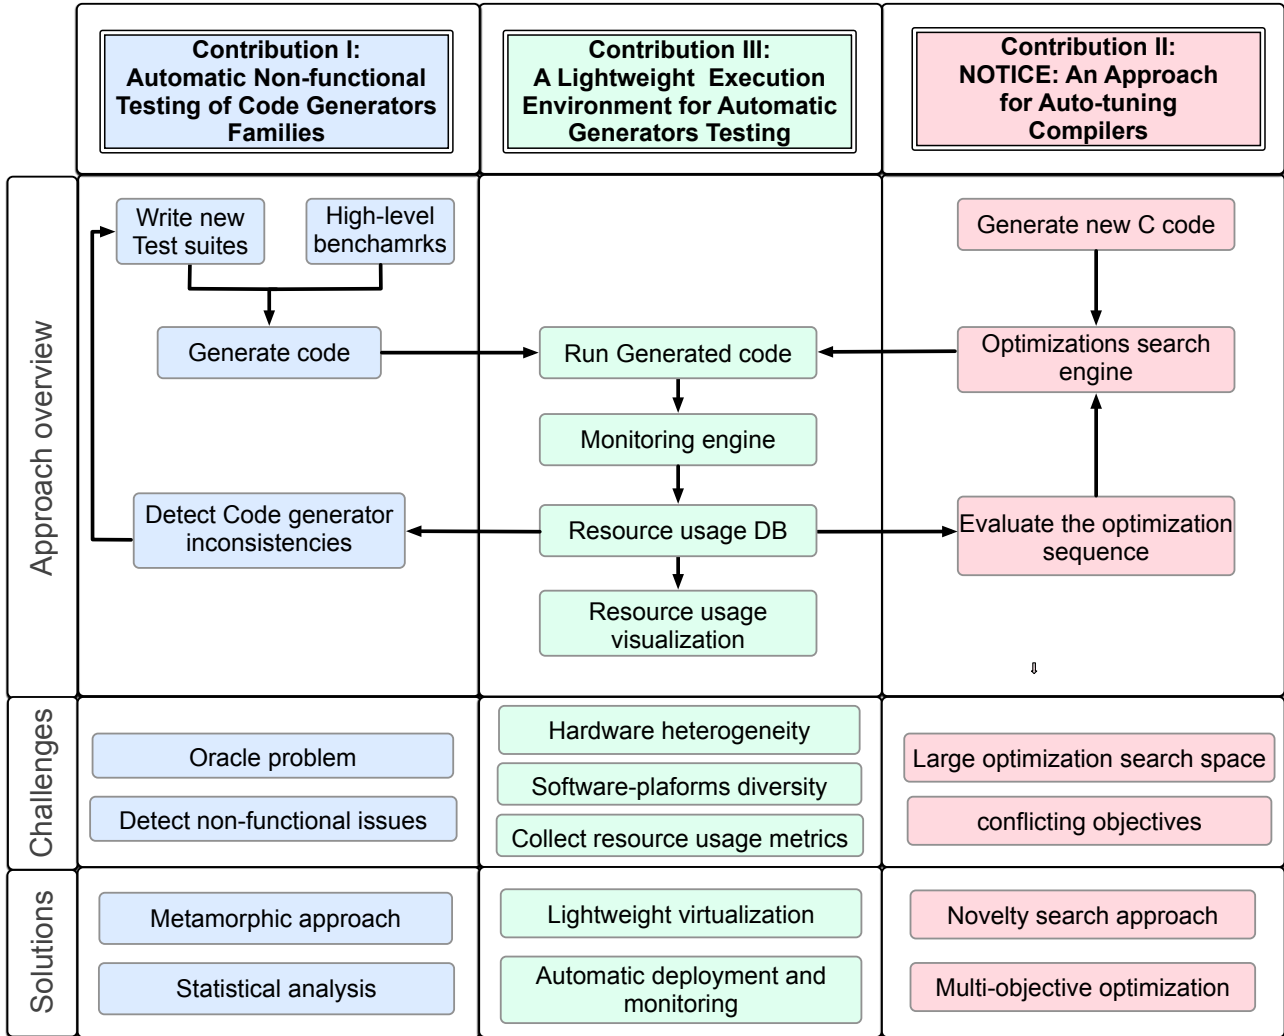 Contribution I:
Automatic Non-functional
Testing of Code Generators
Families
Contribution III:
A Lightweight Execution
Environment for Automatic
Generators Testing
Contribution II:
NOTICE: An Approach
for Auto-tuning
Compilers
Approach overview
Write new
Test suites
High-level
benchamrks
Generate code
Detect Code generator
inconsistencies
Run Generated code
Monitoring engine
Resource usage DB
Resource usage
visualization
Generate new C code
Optimizations search
engine
Evaluate the optimization
sequence
⇩
Challenges
Oracle problem
Detect non-functional issues
Hardware heterogeneity
Software-plaforms diversity
Collect resource usage metrics
Large optimization search space
conflicting objectives
Solutions
Metamorphic approach
Statistical analysis
Lightweight virtualization
Automatic deployment and
monitoring
Novelty search approach
Multi-objective optimization